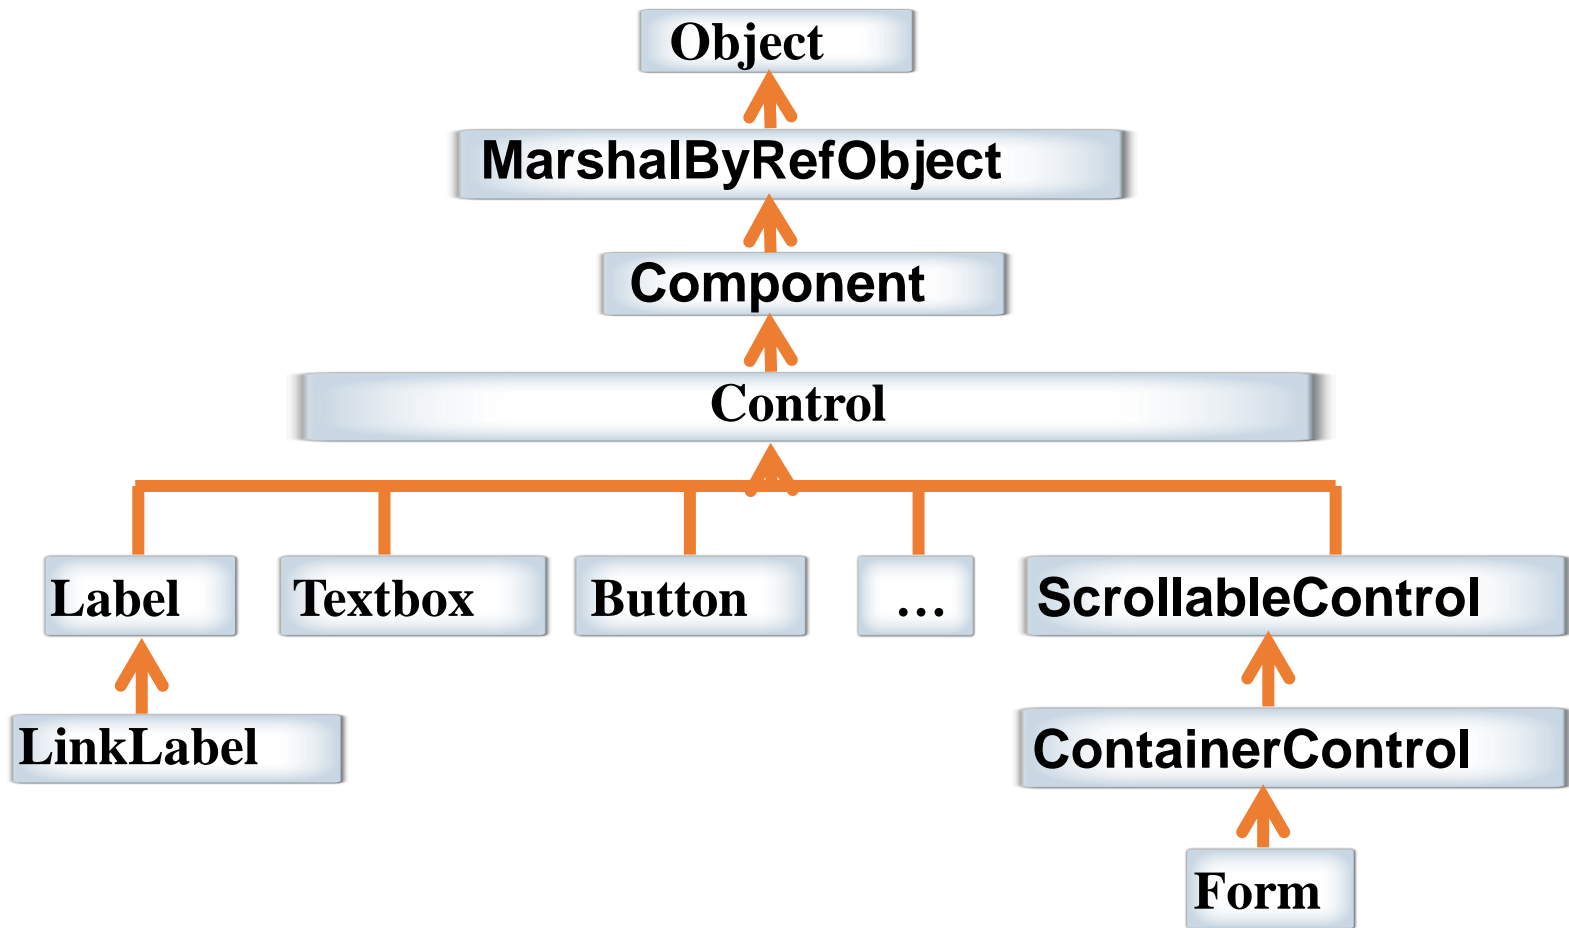 Object
MarshalByRefObject
Component
Control
Label
Textbox
Button
...
ScrollableControl
LinkLabel
ContainerControl
Form